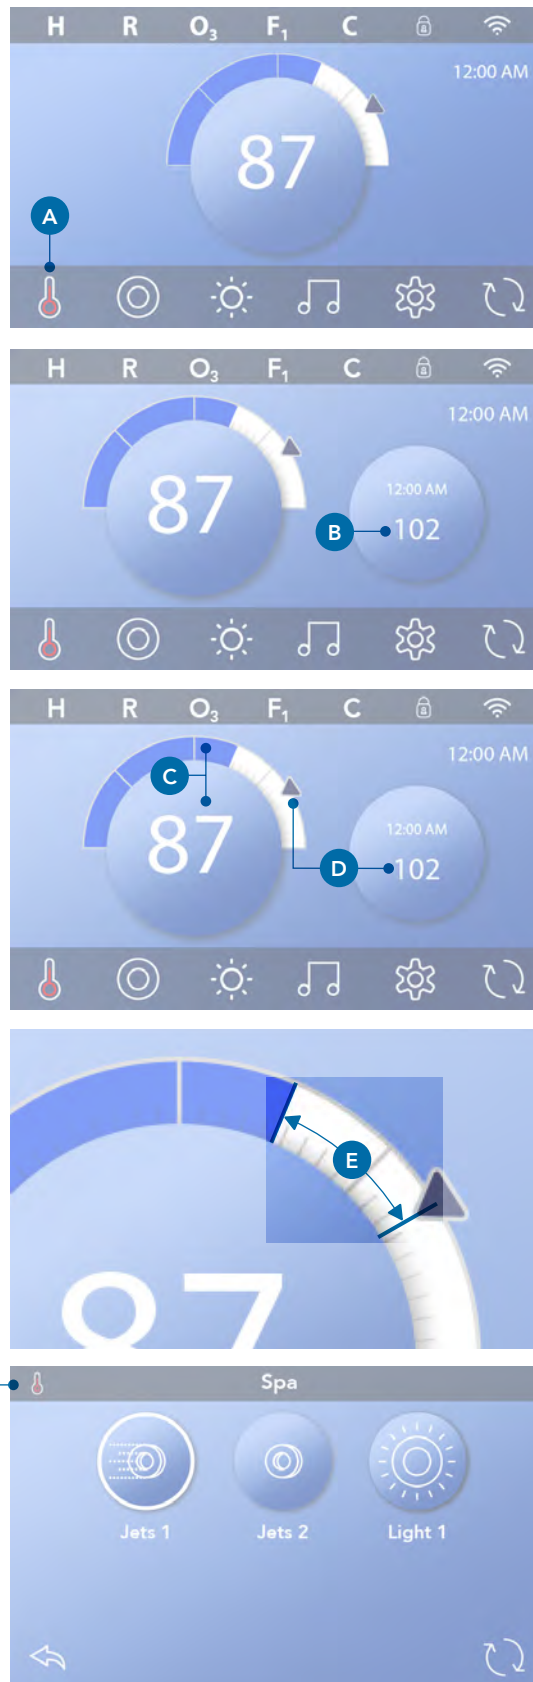 H R O₃ F₁ C
12:00 AM
87
A
H R O₃ F₁ C
12:00 AM
87
12:00 AM
B
102
H R O₃ F₁ C
12:00 AM
C
87
12:00 AM
D
102
E
87
Spa
Jets 1 Jets 2 Light 1